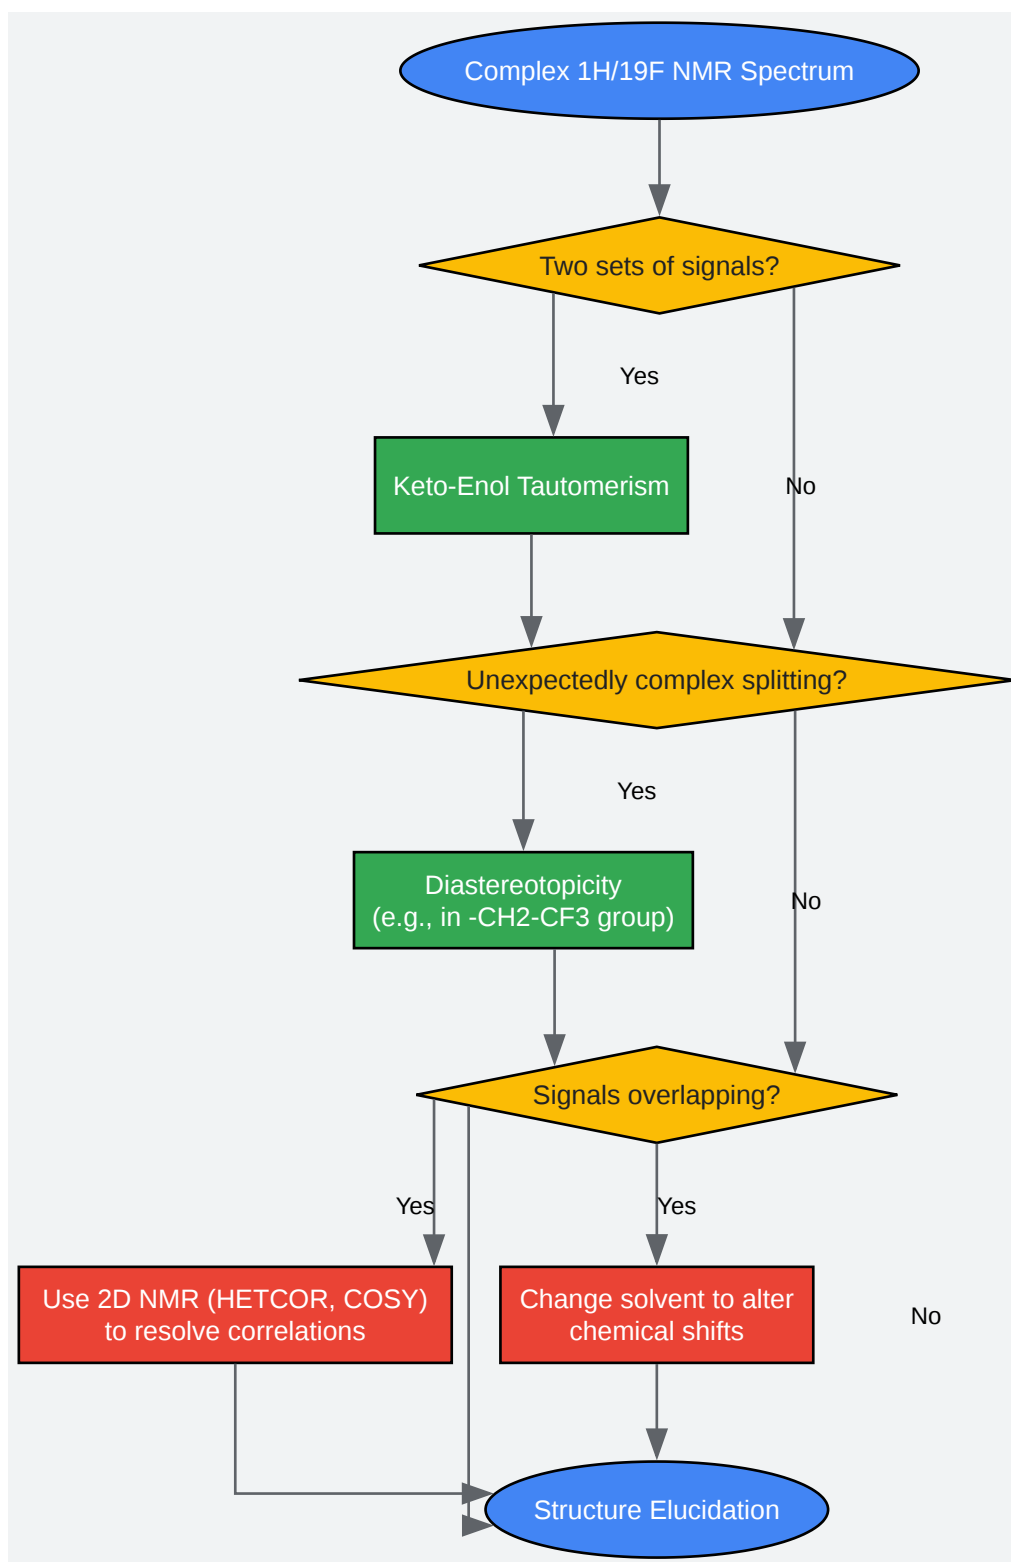 Complex 1H/19F NMR Spectrum
Two sets of signals?
Yes
Keto-Enol Tautomerism
No
Unexpectedly complex splitting?
Yes
Diastereotopicity
(e.g., in -CH2-CF3 group)
No
Signals overlapping?
Yes
Yes
Use 2D NMR (HETCOR, COSY)
to resolve correlations
Change solvent to alter
chemical shifts
No
Structure Elucidation